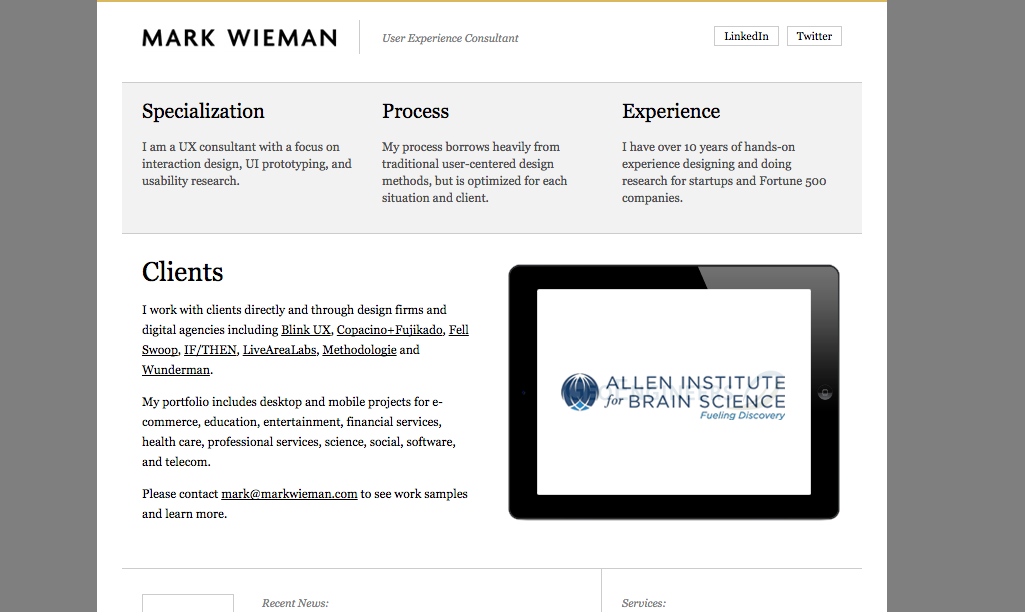 MARK WIEMAN
User Experience Consultant
LinkedIn
Twitter
Specialization
I am a UX consultant with a focus on
interaction design, UI prototyping, and
usability research.
Process
My process borrows heavily from
traditional user-centered design
methods, but is optimized for each
situation and client.
Experience
I have over 10 years of hands-on
experience designing and doing
research for startups and Fortune 500
companies.
Clients
I work with clients directly and through design firms and
digital agencies including Blink UX, Copacino+Fujikado, Fell
Swoop, IF/THEN, LiveAreaLabs, Methodologie and
Wunderman.
My portfolio includes desktop and mobile projects for e-
commerce, education, entertainment, financial services,
health care, professional services, science, social, software,
and telecom.
Please contact mark@markwieman.com to see work samples
and learn more.
ALLEN INSTITUTE
for BRAIN SCIENCE
Fueling Discovery
Recent News:
Services: